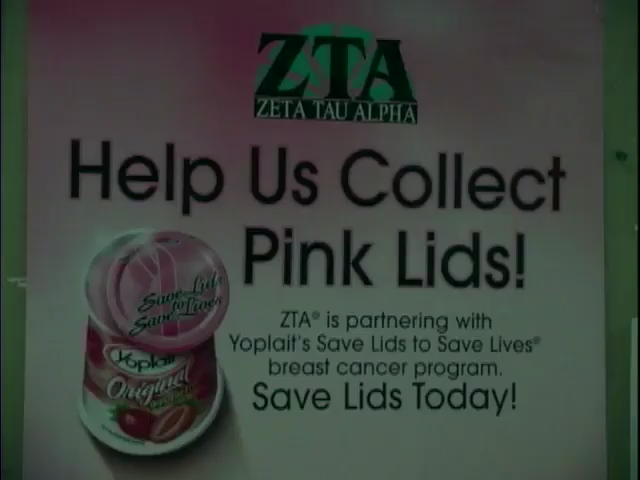 ZTA
ZETA TAU ALPHA
Help Us Collect
Pink Lids!
Save Lids
to
Save Lives
Yoplait
Original
ZTA® is partnering with
Yoplait's Save Lids to Save Lives®
breast cancer program.
Save Lids Today!